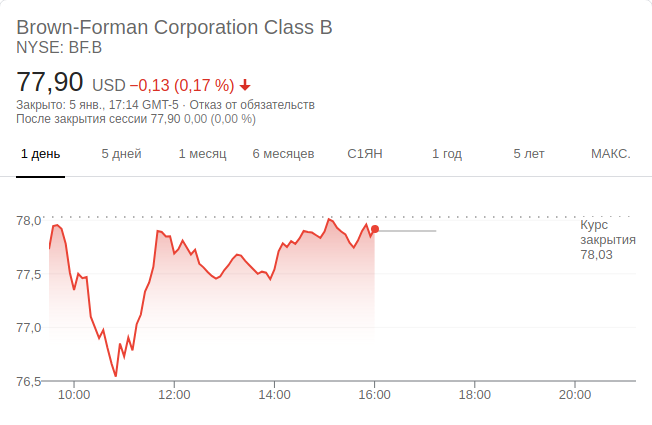 Brown-Forman Corporation Class B
NYSE: BF.B
77,90 USD −0,13 (0,17 %)
Закрыто: 5 янв., 17:14 GMT-5 · Отказ от обязательств
После закрытия сессии 77,90 0,00 (0,00 %)
1 день 5 дней 1 месяц 6 месяцев С1ЯН 1 год 5 лет МАКС.
78,0
Курс
закрытия
78,03
77,5
77,0
76,5
10:00 12:00 14:00 16:00 18:00 20:00